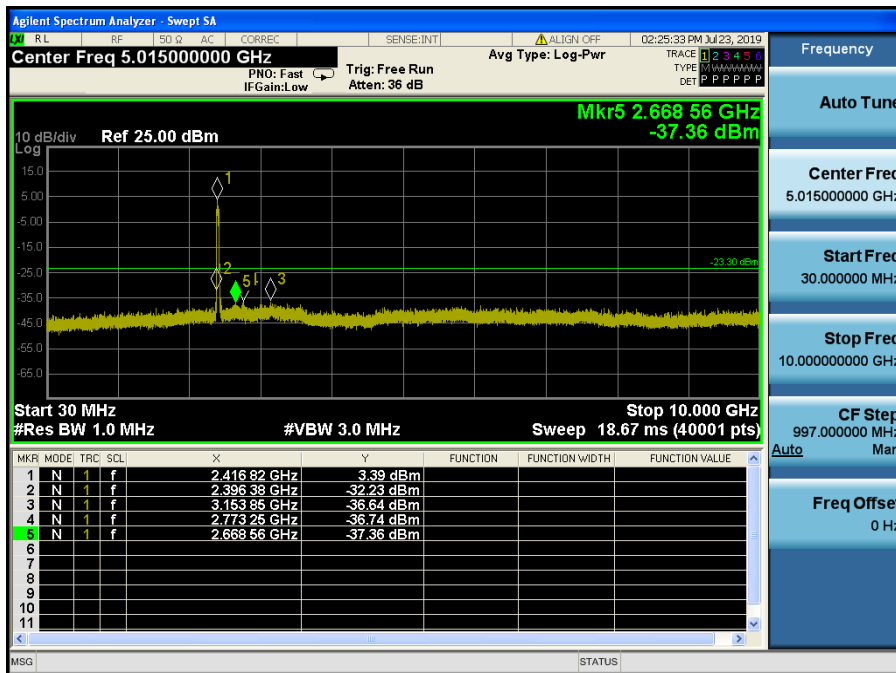 Agilent Spectrum Analyzer - Swept SA
LXI RL RF 50 Ω AC CORREC SENSE:INT ALIGN OFF 02:25:33 PM Jul 23, 2019
Center Freq 5.015000000 GHz
PNO: Fast
IFGain:Low
Trig: Free Run
Atten: 36 dB
Avg Type: Log-Pwr
TRACE 1 2 3 4 5 6
TYPE M W W W W W
DET P P P P P P
Mkr5 2.668 56 GHz
-37.36 dBm
10 dB/div Ref 25.00 dBm
Log
15.0
5.00
-5.00
-15.0
-25.0
-35.0
-45.0
-55.0
-65.0
1
2
5
3
-23.30 dBm
Start 30 MHz Stop 10.000 GHz
#Res BW 1.0 MHz #VBW 3.0 MHz Sweep 18.67 ms (40001 pts)
MKR MODE TRC SCL X Y FUNCTION FUNCTION WIDTH FUNCTION VALUE
1 N 1 f 2.416 82 GHz 3.39 dBm
2 N 1 f 2.396 38 GHz -32.23 dBm
3 N 1 f 3.153 85 GHz -36.64 dBm
4 N 1 f 2.773 25 GHz -36.74 dBm
5 N 1 f 2.668 56 GHz -37.36 dBm
6
7
8
9
10
11
MSG STATUS
Frequency
Auto Tune
Center Freq
5.015000000 GHz
Start Freq
30.000000 MHz
Stop Freq
10.000000000 GHz
CF Step
997.000000 MHz
Auto Man
Freq Offset
0 Hz